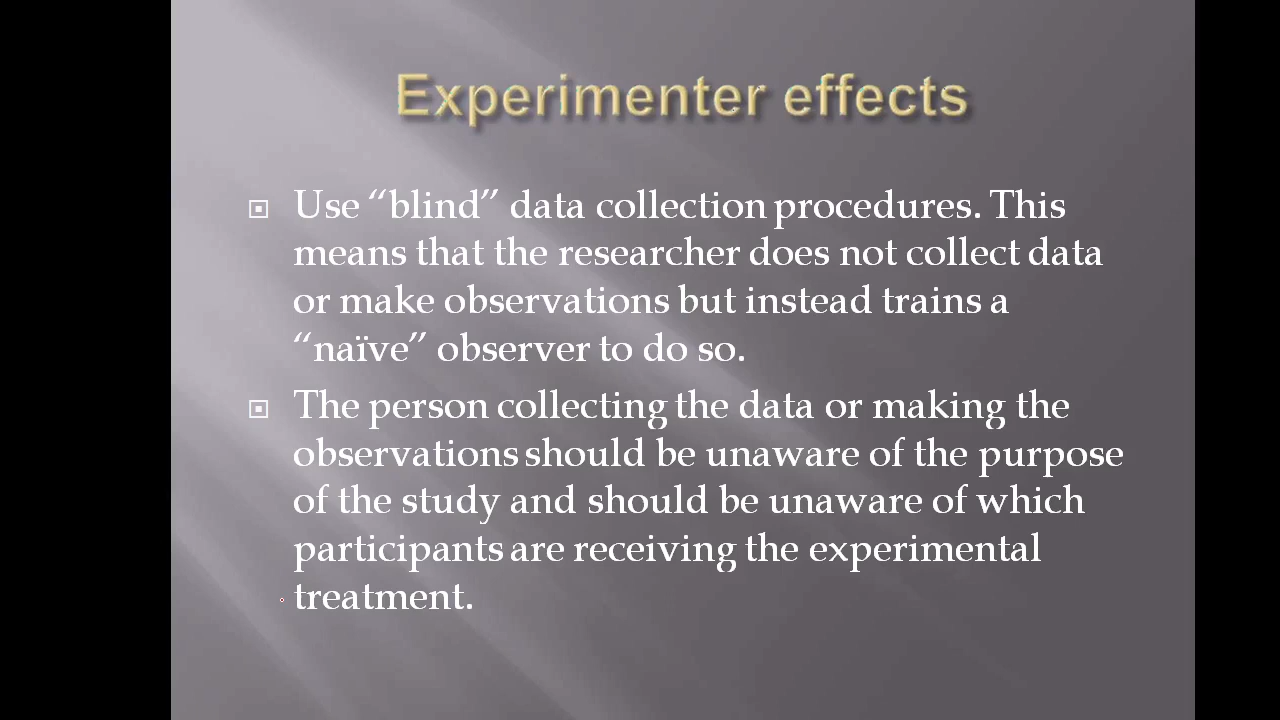 Experimenter effects
Use “blind” data collection procedures. This
means that the researcher does not collect data
or make observations but instead trains a
“naïve” observer to do so.
The person collecting the data or making the
observations should be unaware of the purpose
of the study and should be unaware of which
participants are receiving the experimental
treatment.